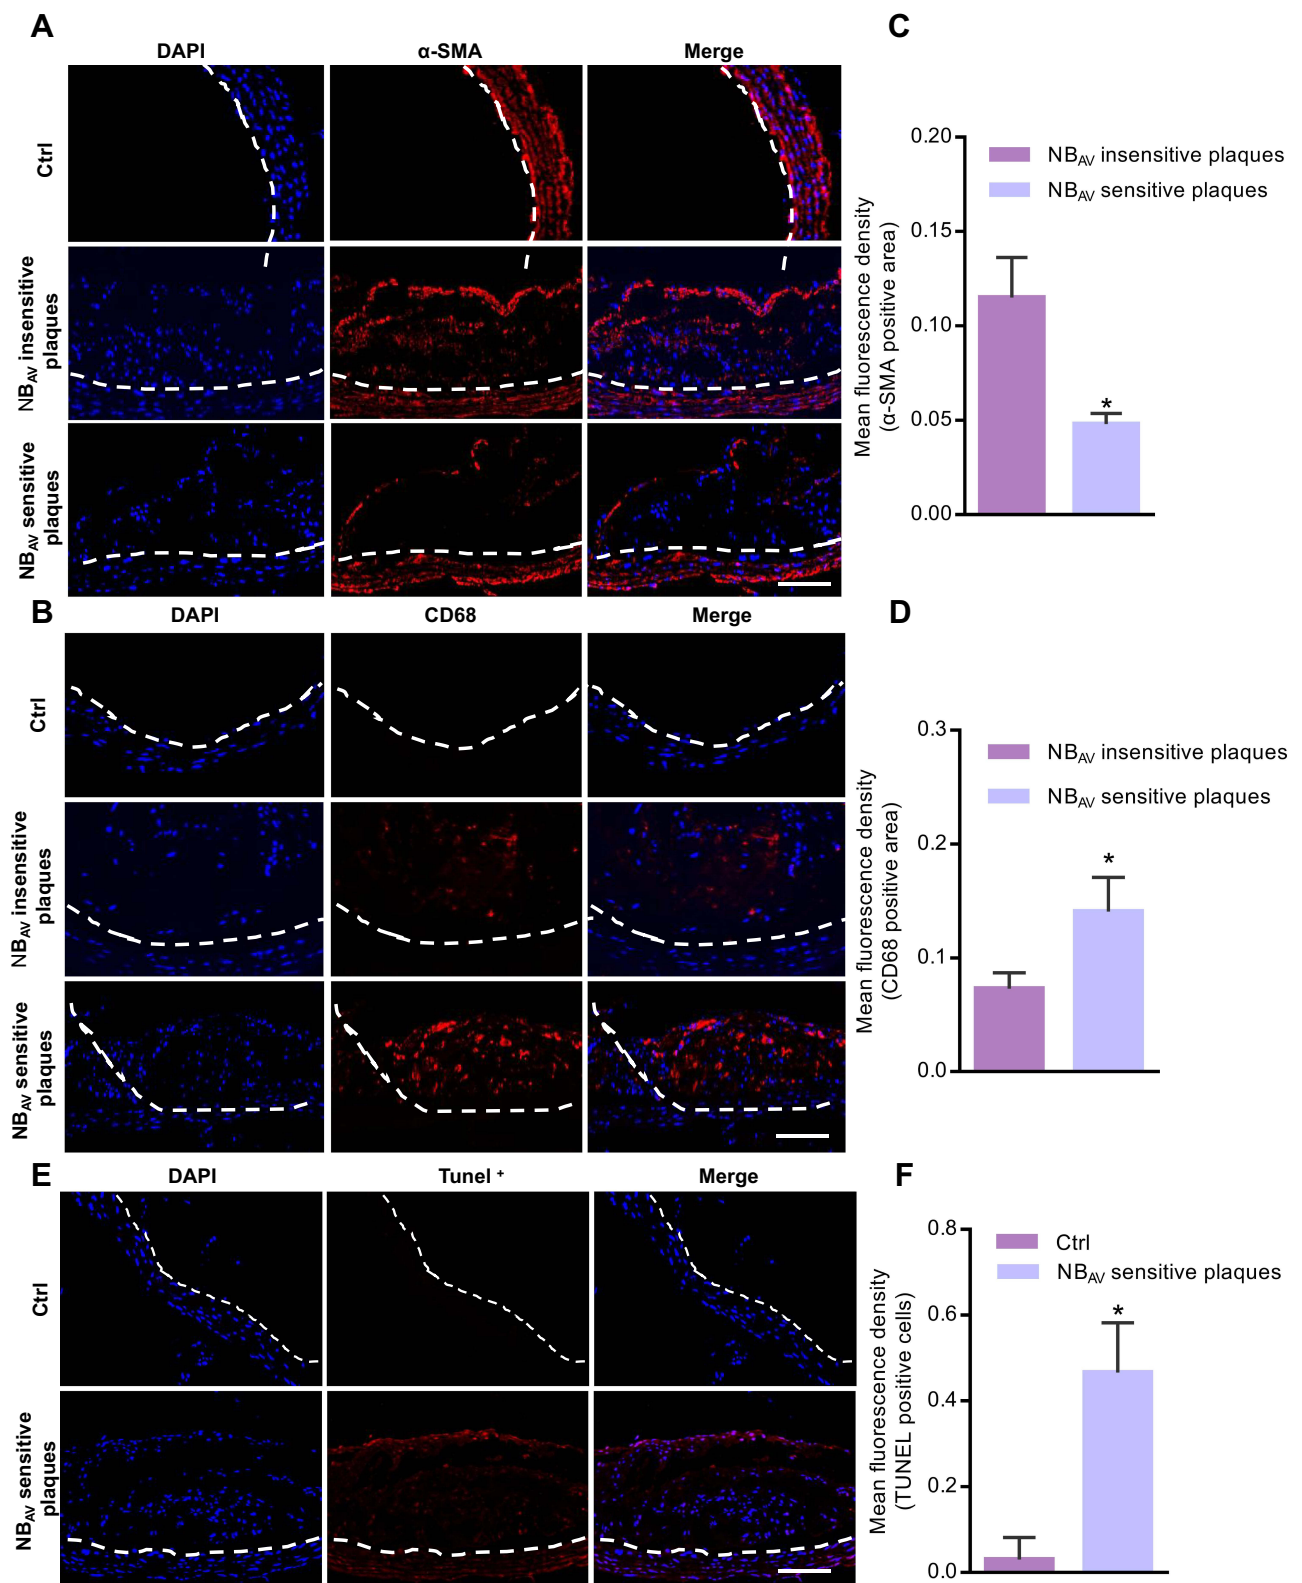 A
DAPI
α-SMA
Merge
Ctrl
NBAV insensitive
plaques
NBAV sensitive
plaques
C
0.20
0.15
0.10
0.05
0.00
Mean fluorescence density
(α-SMA positive area)
NBAV insensitive plaques
NBAV sensitive plaques
*
B
DAPI
CD68
Merge
Ctrl
NBAV insensitive
plaques
NBAV sensitive
plaques
D
0.3
0.2
0.1
0.0
Mean fluorescence density
(CD68 positive area)
NBAV insensitive plaques
NBAV sensitive plaques
*
E
DAPI
Tunel +
Merge
Ctrl
NBAV sensitive
plaques
F
0.8
0.6
0.4
0.2
0.0
Mean fluorescence density
(TUNEL positive cells)
Ctrl
NBAV sensitive plaques
*